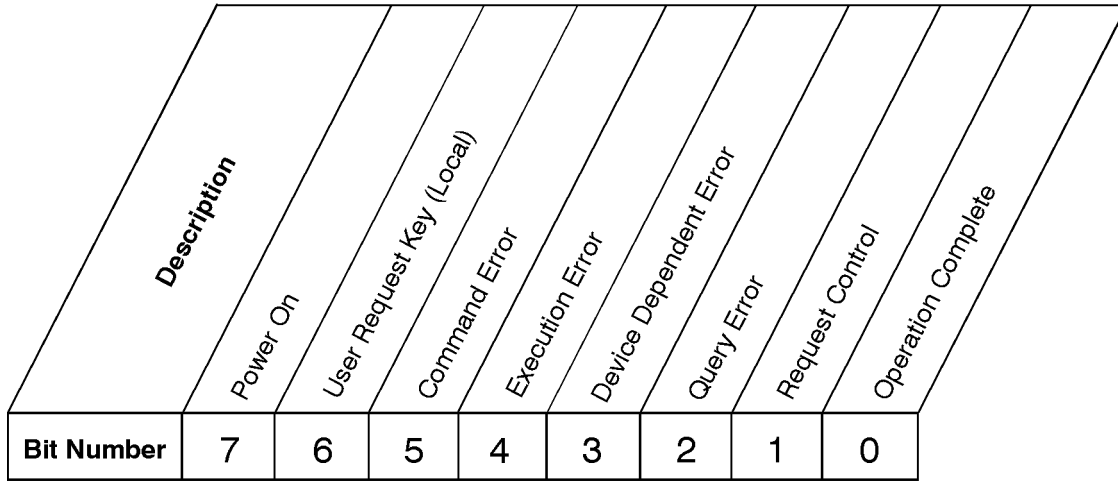 Description
Power On
User Request Key (Local)
Command Error
Execution Error
Device Dependent Error
Query Error
Request Control
Operation Complete
Bit Number 7 6 5 4 3 2 1 0